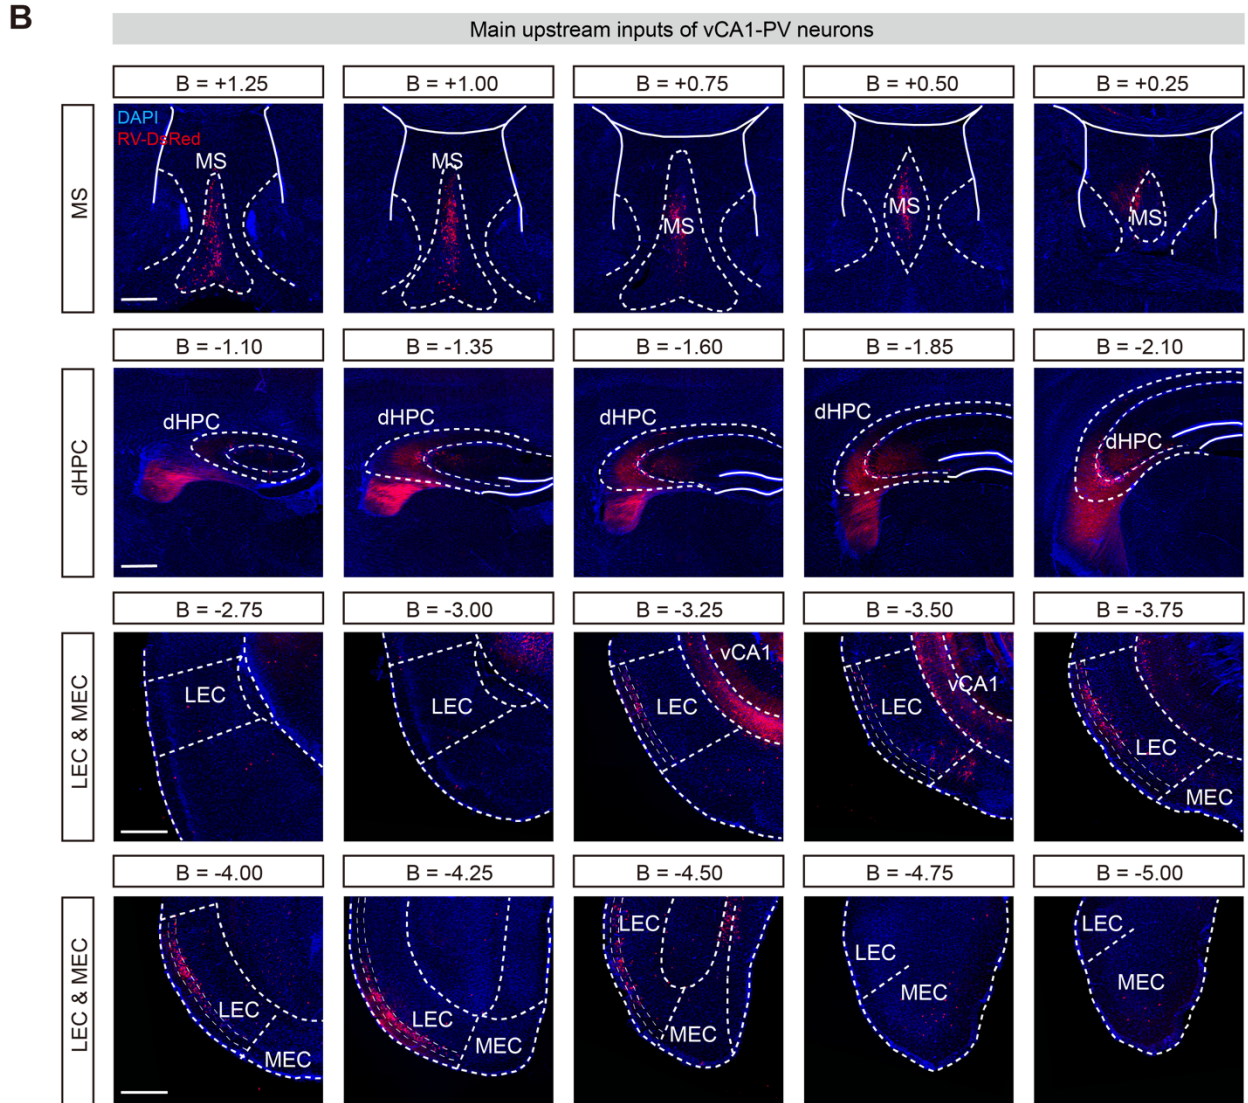 B
Main upstream inputs of vCA1-PV neurons
B = +1.25
B = +1.00
B = +0.75
B = +0.50
B = +0.25
MS
DAPI
RV-DsRed
MS
MS
MS
MS
MS
B = -1.10
B = -1.35
B = -1.60
B = -1.85
B = -2.10
dHPC
dHPC
dHPC
dHPC
dHPC
dHPC
B = -2.75
B = -3.00
B = -3.25
B = -3.50
B = -3.75
LEC & MEC
LEC
LEC
LEC
vCA1
LEC
vCA1
LEC
MEC
B = -4.00
B = -4.25
B = -4.50
B = -4.75
B = -5.00
LEC & MEC
LEC
MEC
LEC
MEC
LEC
MEC
LEC
MEC
LEC
MEC